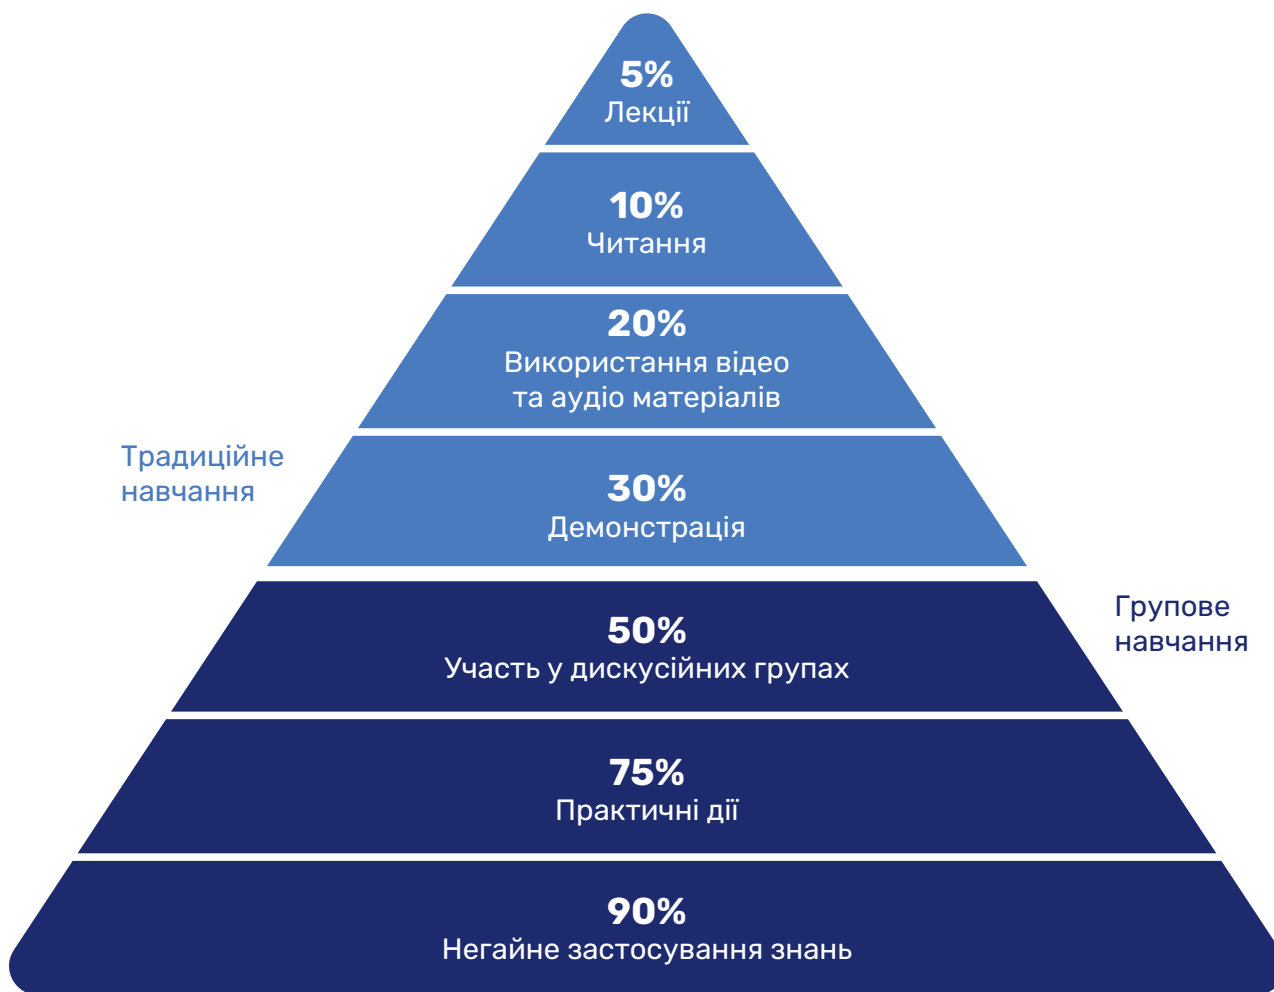 5%
Лекції
10%
Читання
20%
Використання відео
та аудіо матеріалів
Традиційне
навчання
30%
Демонстрація
50%
Участь у дискусійних групах
Групове
навчання
75%
Практичні дії
90%
Негайне застосування знань